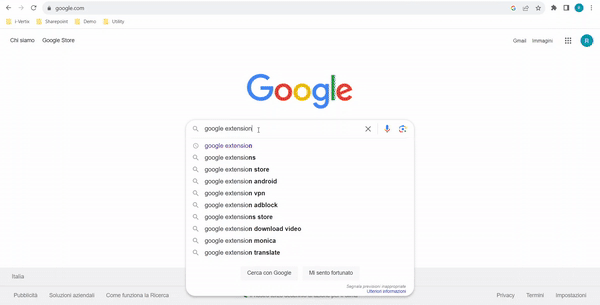 google.com
i-Vertix Sharepoint Demo Utility
Chi siamo Google Store Gmail Immagini
R
Google
google extension
google extension
google extensions
google extension store
google extension android
google extension vpn
google extension adblock
google extensions store
google extension download video
google extension monica
google extension translate
Cerca con Google Mi sento fortunato
Segnala previsioni inappropriate
Ulteriori informazioni
Italia
Pubblicità Soluzioni aziendali Come funziona la Ricerca Privacy Termini Impostazioni